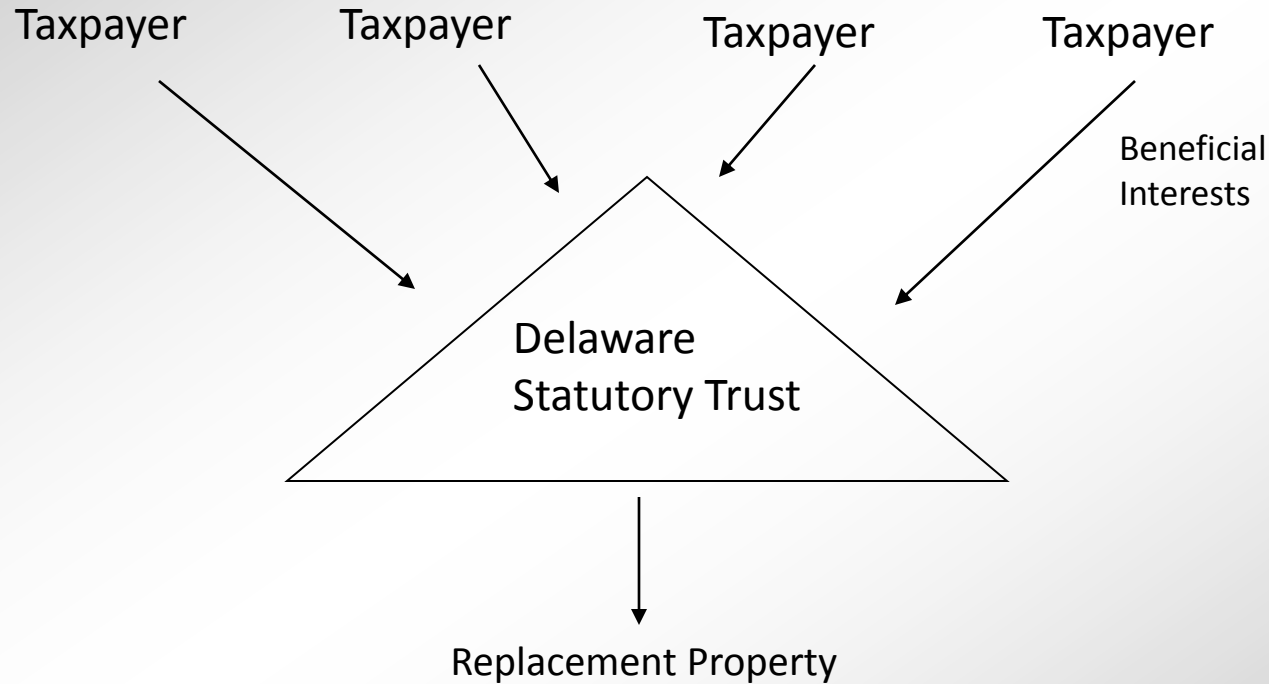 Taxpayer
Taxpayer
Taxpayer
Taxpayer
Beneficial
Interests
Delaware
Statutory Trust
Replacement Property